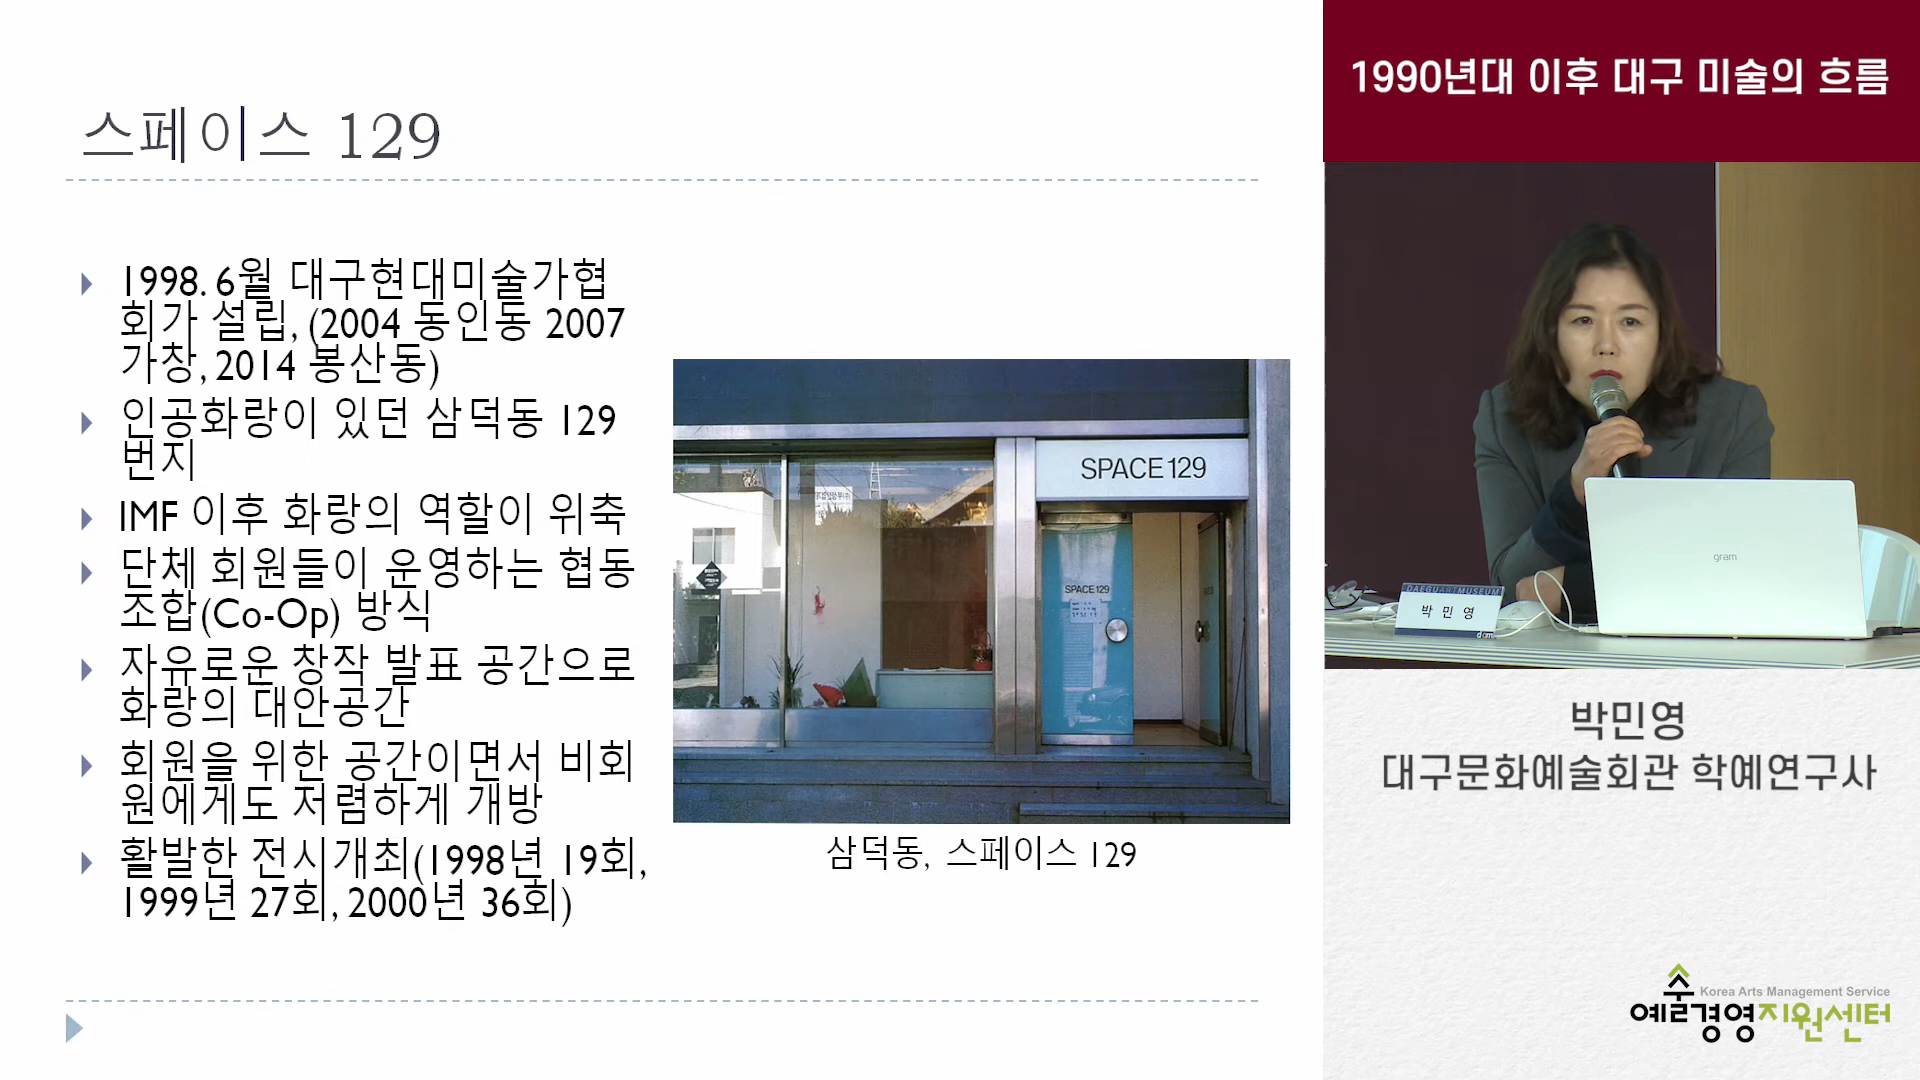 스페이스 129
1998. 6월 대구현대미술가협
회가 설립, (2004 동인동 2007
가창, 2014 봉산동)
인공화랑이 있던 삼덕동 129
번지
IMF 이후 화랑의 역할이 위축
단체 회원들이 운영하는 협동
조합(Co-Op) 방식
자유로운 창작 발표 공간으로
화랑의 대안공간
회원을 위한 공간이면서 비회
원에게도 저렴하게 개방
활발한 전시개최(1998년 19회,
1999년 27회, 2000년 36회)
SPACE 129
SPACE 129
삼덕동, 스페이스 129
1990년대 이후 대구 미술의 흐름
gram
DAEGUARTMUSEUM
박 민 영
dam
박민영
대구문화예술회관 학예연구사
Korea Arts Management Service
예술경영지원센터